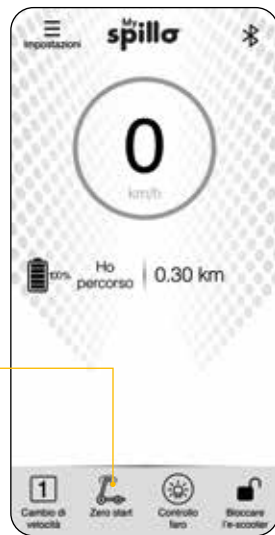 Impostazioni
My
spillo
0
km/h
100%
Ho
percorso
0.30 km
1
Cambio di
velocità
Zero start
Controllo
faro
Bloccare
l'e-scooter